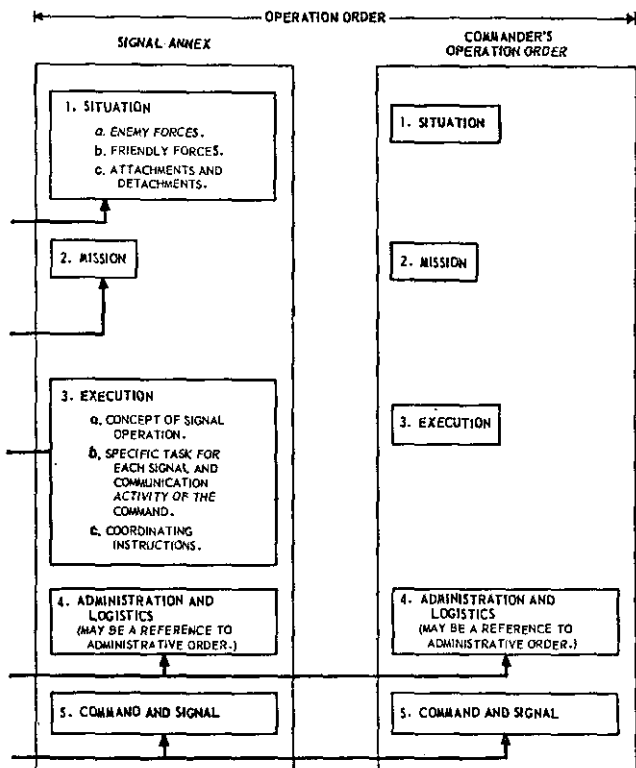 OPERATION ORDER
SIGNAL ANNEX
COMMANDER'S
OPERATION ORDER
1. SITUATION
a. ENEMY FORCES.
b. FRIENDLY FORCES.
c. ATTACHMENTS AND
DETACHMENTS.
2. MISSION
3. EXECUTION
a. CONCEPT OF SIGNAL
OPERATION.
b. SPECIFIC TASK FOR
EACH SIGNAL AND
COMMUNICATION
ACTIVITY OF THE
COMMAND.
c. COORDINATING
INSTRUCTIONS.
4. ADMINISTRATION AND
LOGISTICS
(MAY BE A REFERENCE TO
ADMINISTRATIVE ORDER.)
5. COMMAND AND SIGNAL
1. SITUATION
2. MISSION
3. EXECUTION
4. ADMINISTRATION AND
LOGISTICS
(MAY BE A REFERENCE TO
ADMINISTRATIVE ORDER.)
5. COMMAND AND SIGNAL